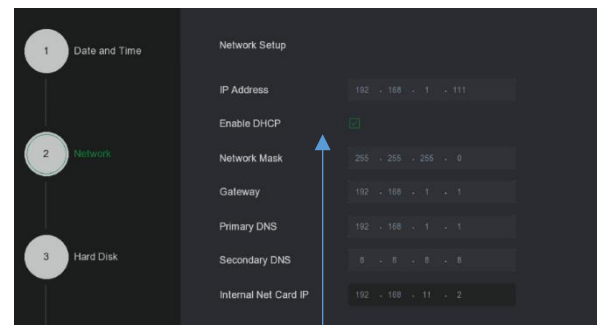 1 Date and Time
Network Setup
IP Address 192 . 168 . 1 . 111
Enable DHCP
2 Network
Network Mask 255 . 255 . 255 . 0
Gateway 192 . 168 . 1 . 1
Primary DNS 192 . 168 . 1 . 1
3 Hard Disk
Secondary DNS 8 . 8 . 8 . 8
Internal Net Card IP 192 . 168 . 11 . 2